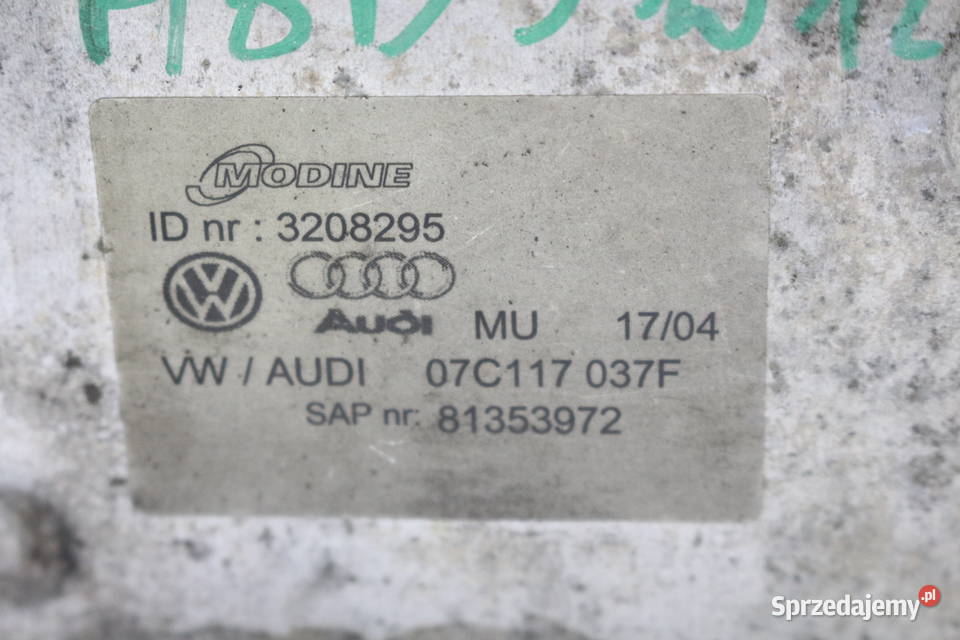 MODINE
ID nr : 3208295
AUDI MU 17/04
VW / AUDI 07C117 037F
SAP nr: 81353972
Sprzedajemy.pl